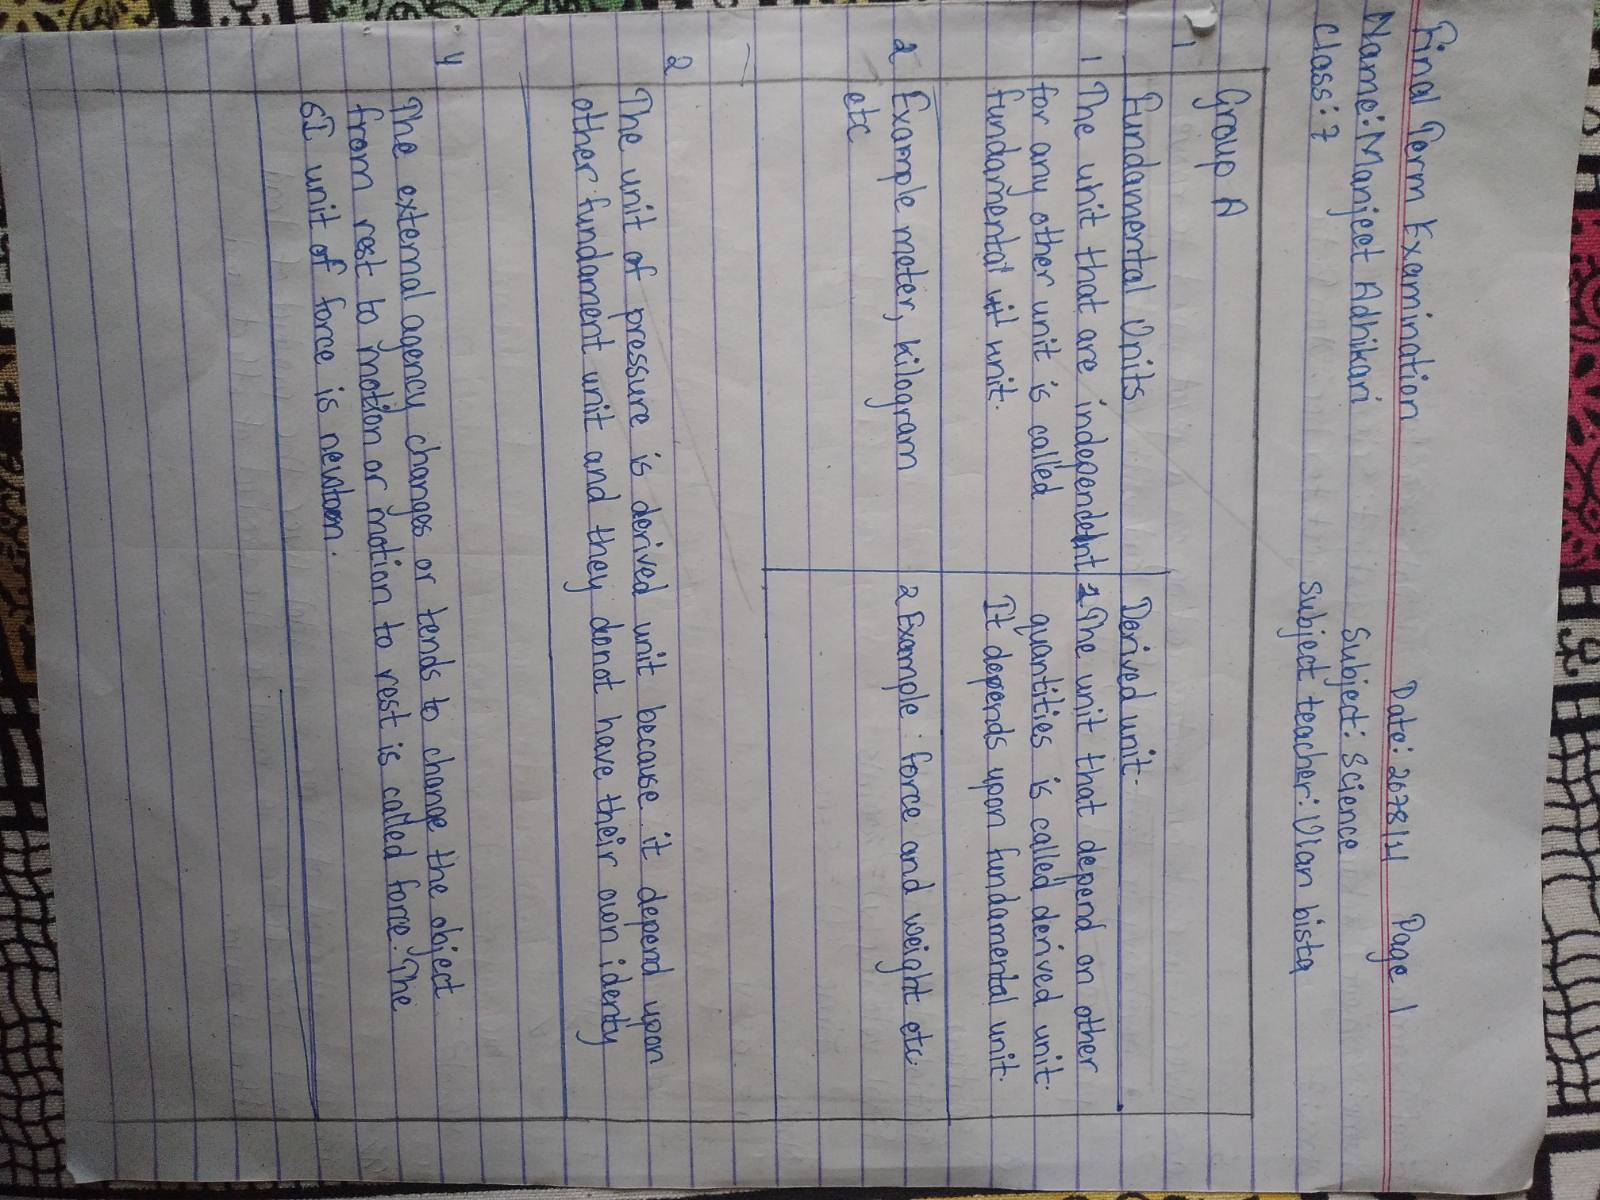 Final Term Examination Date: 2078/11/ Page 1
Name: Manjeet Adhikari Subject: Science
Class: 7 Subject teacher: Ulan bista
Group A
1
Fundamental Units Derived unit.
1 The unit that are independednt 1 The unit that depend on other
for any other unit is called quantities is called derived unit.
fundamental unit. It depends upon fundamental unit.
2 Example meter, kilogram 2 Example: force and weight etc.
etc
2
The unit of pressure is derived unit because it depend upon
other fundament unit and they donot have their own identy
4
The external agency changes or tends to change the object
from rest to motion or motion to rest is called force. The
SI unit of force is newton.